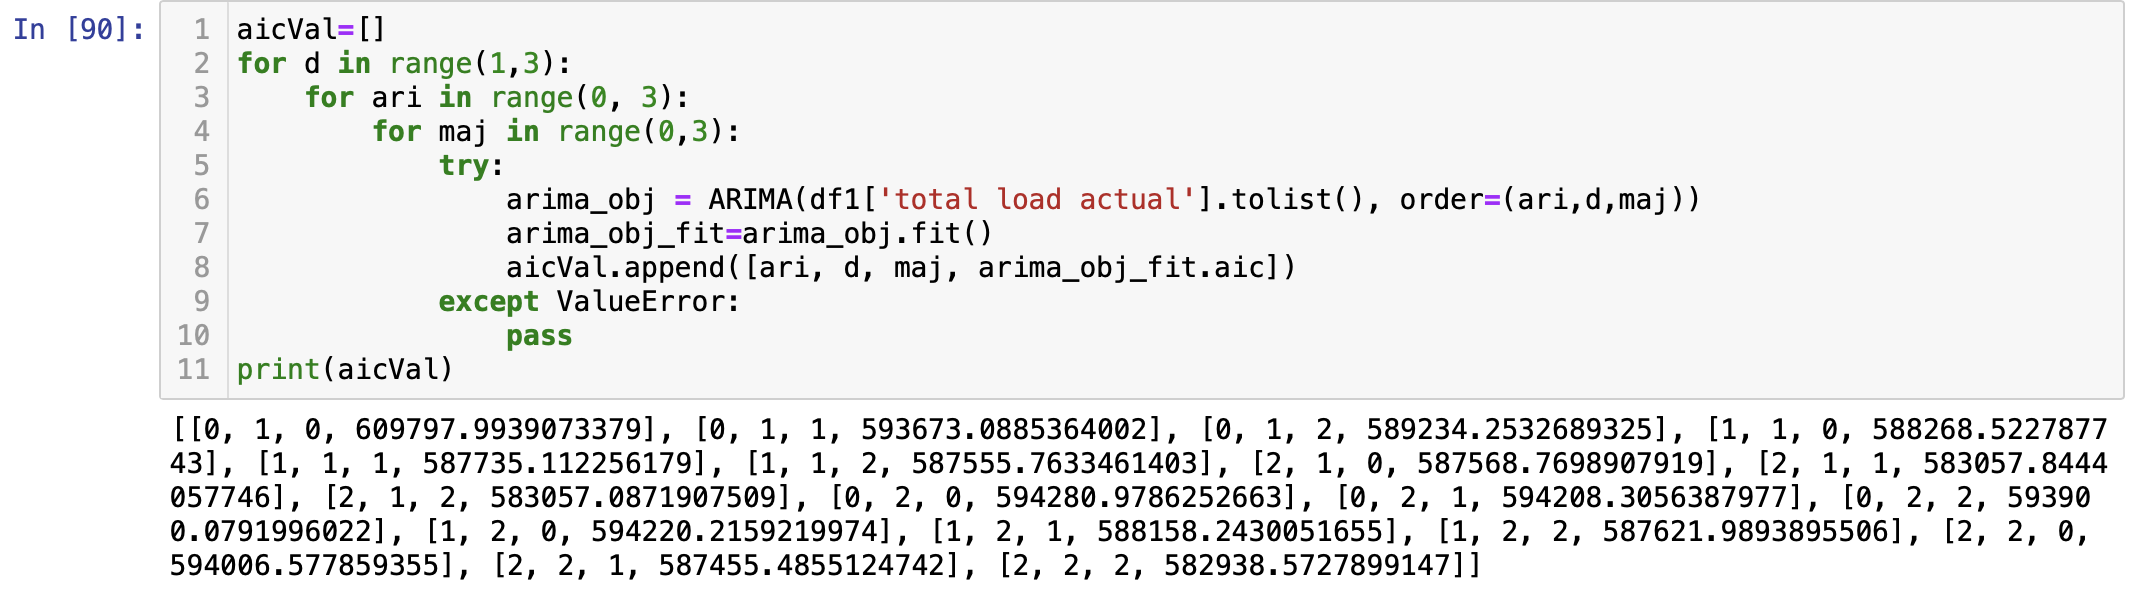 In [90]:
1 aicVal=[]
2 for d in range(1,3):
3     for ari in range(0, 3):
4         for maj in range(0,3):
5             try:
6                 arima_obj = ARIMA(df1['total load actual'].tolist(), order=(ari,d,maj))
7                 arima_obj_fit=arima_obj.fit()
8                 aicVal.append([ari, d, maj, arima_obj_fit.aic])
9             except ValueError:
10                 pass
11 print(aicVal)
[[0, 1, 0, 609797.9939073379], [0, 1, 1, 593673.0885364002], [0, 1, 2, 589234.2532689325], [1, 1, 0, 588268.5227877
43], [1, 1, 1, 587735.112256179], [1, 1, 2, 587555.7633461403], [2, 1, 0, 587568.7698907919], [2, 1, 1, 583057.8444
057746], [2, 1, 2, 583057.0871907509], [0, 2, 0, 594280.9786252663], [0, 2, 1, 594208.3056387977], [0, 2, 2, 59390
0.0791996022], [1, 2, 0, 594220.2159219974], [1, 2, 1, 588158.2430051655], [1, 2, 2, 587621.9893895506], [2, 2, 0,
594006.577859355], [2, 2, 1, 587455.4855124742], [2, 2, 2, 582938.5727899147]]